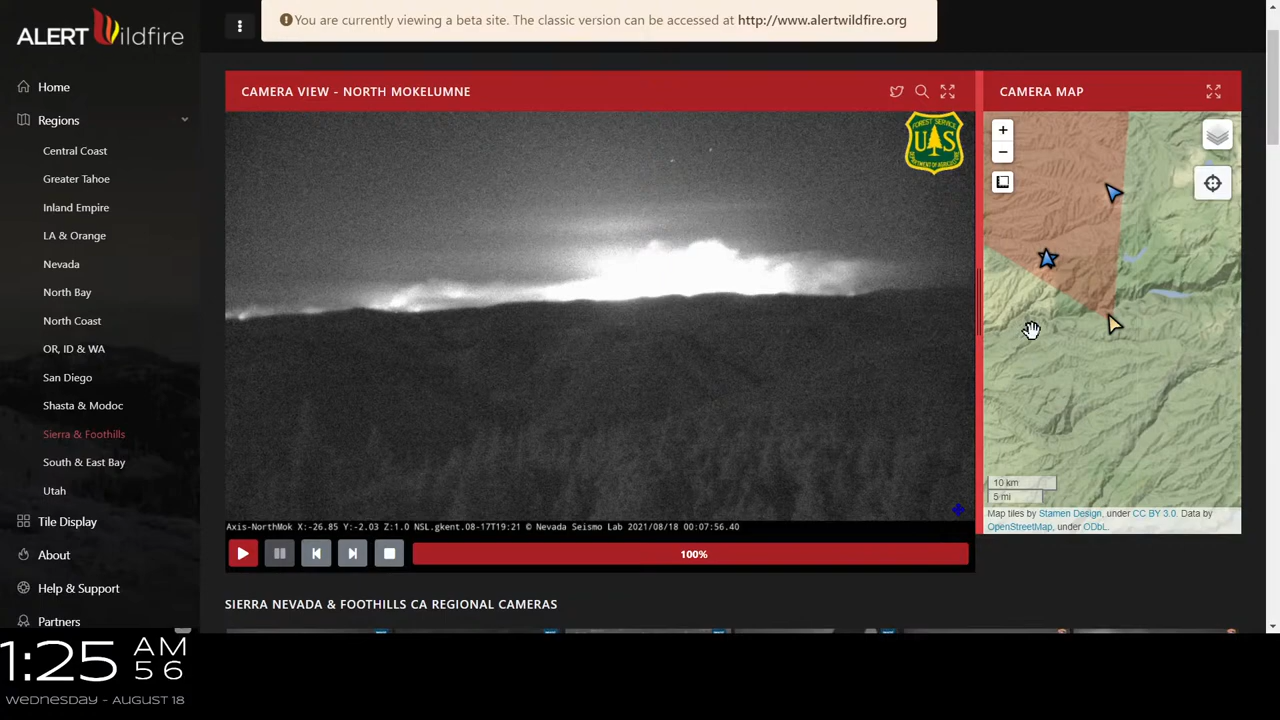 ALERT Wildfire
You are currently viewing a beta site. The classic version can be accessed at http://www.alertwildfire.org
Home
Regions
Central Coast
Greater Tahoe
Inland Empire
LA & Orange
Nevada
North Bay
North Coast
OR, ID & WA
San Diego
Shasta & Modoc
Sierra & Foothills
South & East Bay
Utah
Tile Display
About
Help & Support
Partners
CAMERA VIEW - NORTH MOKELUMNE
FOREST SERVICE
US
DEPARTMENT OF AGRICULTURE
Axis-NorthMok X:-26.85 Y:-2.03 Z:1.0 NSL.gkent.08-17T19:21 © Nevada Seismo Lab 2021/08/18 00:07:56.40
100%
CAMERA MAP
+
−
10 km
5 mi
Map tiles by Stamen Design, under CC BY 3.0. Data by
OpenStreetMap, under ODbL.
SIERRA NEVADA & FOOTHILLS CA REGIONAL CAMERAS
1:25 AM
56
WEDNESDAY - AUGUST 18